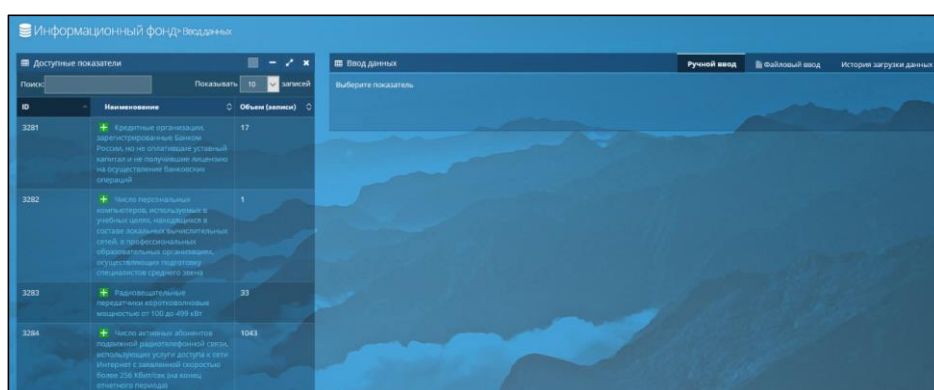 Информационный фонд» Ввод данных
Доступные показатели
Поиск:
Показывать 10 записей
ID Наименование Объем (записи)
3281 Кредитные организации, 17
зарегистрированные Банком
России, но не оплатившие уставный
капитал и не получившие лицензию
на осуществление банковских
операций
3282 Число персональных 1
компьютеров, используемых в
учебных целях, находящихся в
составе локальных вычислительных
сетей, в профессиональных
образовательных организациях,
осуществляющих подготовку
специалистов среднего звена
3283 Радиовещательные 33
передатчики коротковолновые
мощностью от 100 до 499 кВт
3284 Число активных абонентов 1043
подвижной радиотелефонной связи,
использующих услуги доступа к сети
Интернет с заявленной скоростью
более 256 КБит/сек (на конец
отчетного периода)
Ввод данных
Ручной ввод Файловый ввод История загрузки данных
Выберите показатель